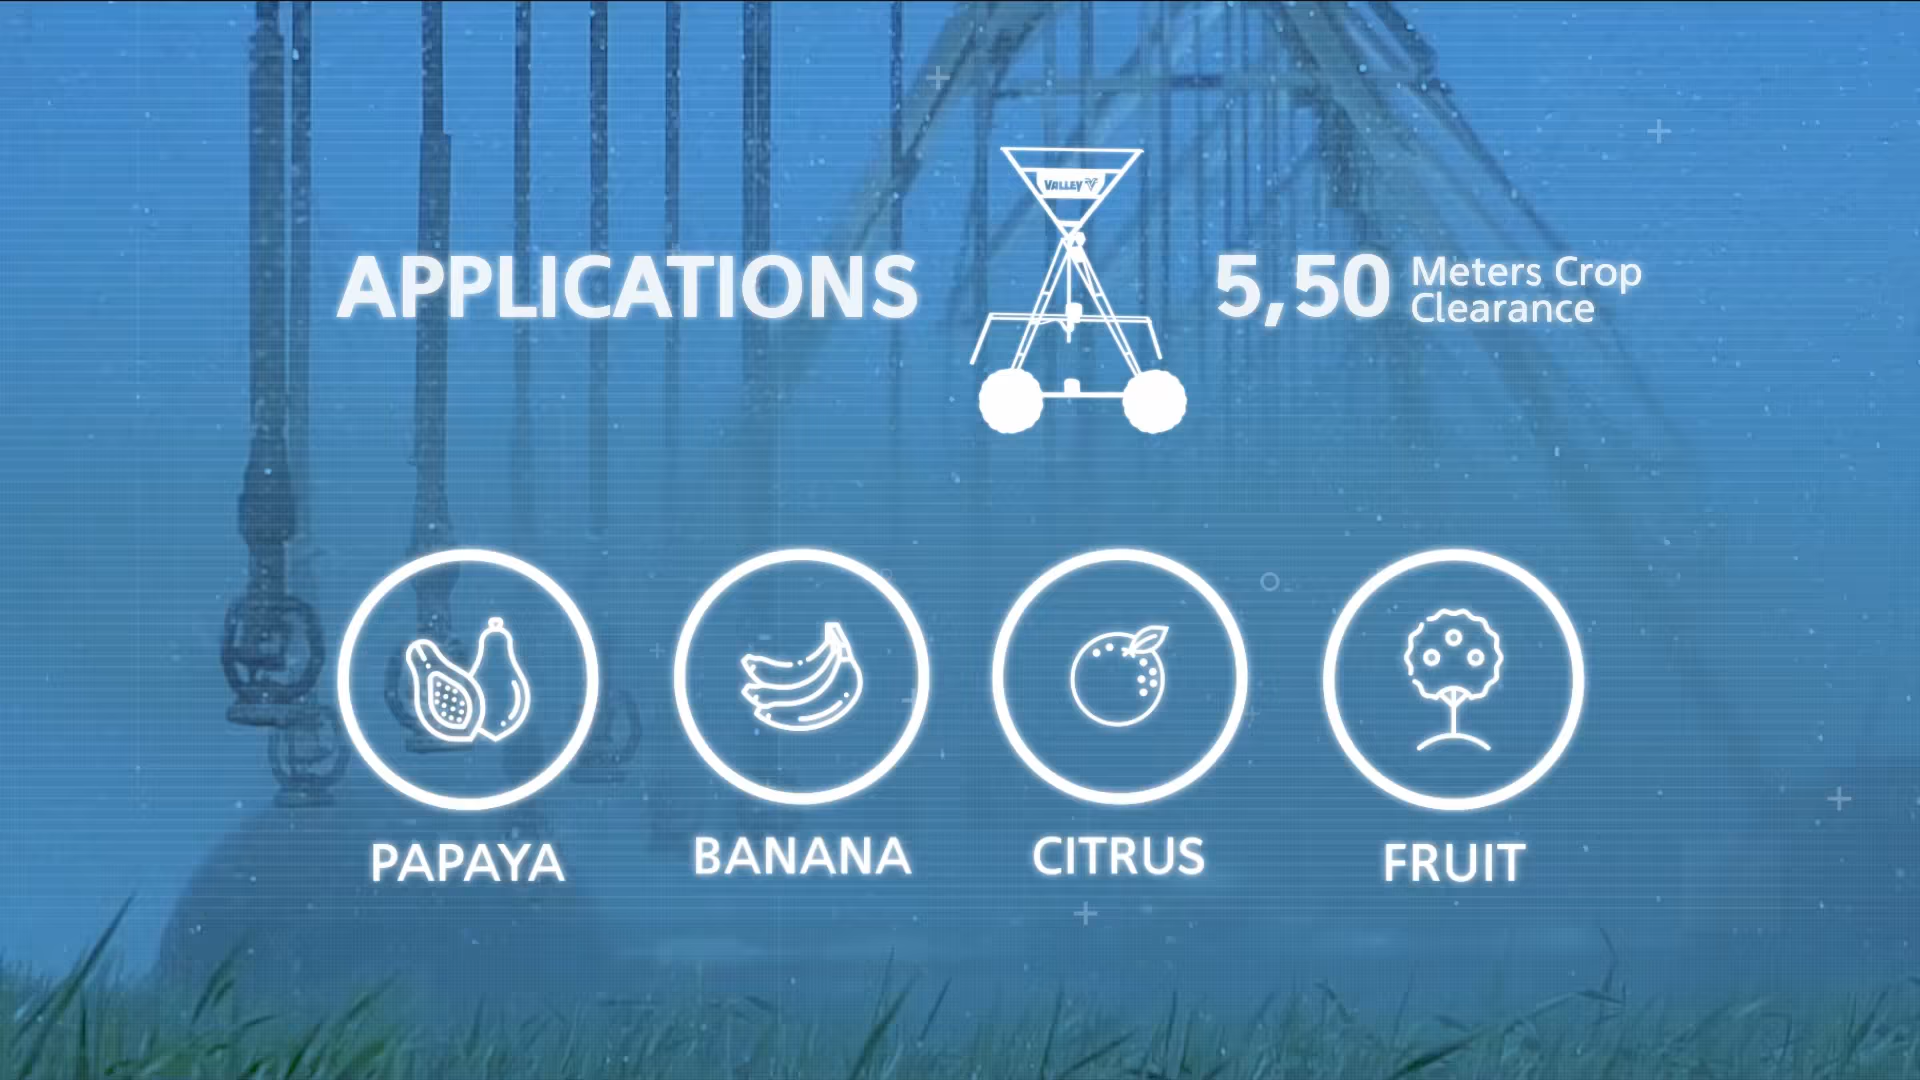 VALLEY
APPLICATIONS
5,50 Meters Crop
Clearance
PAPAYA
BANANA
CITRUS
FRUIT